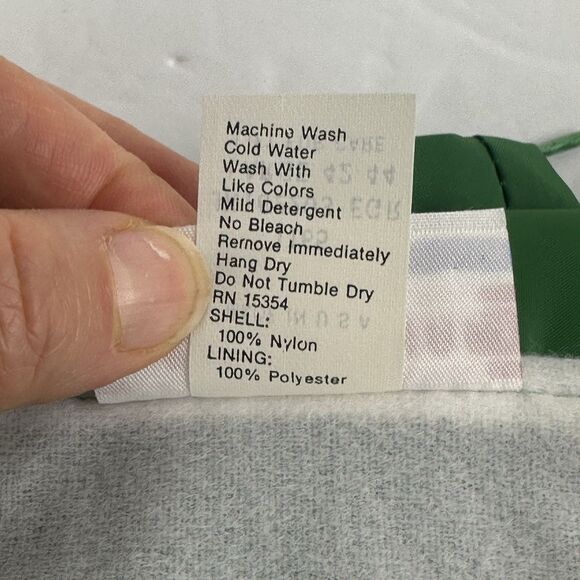 Machine Wash
Cold Water
Wash With
Like Colors
Mild Detergent
No Bleach
Remove Immediately
Hang Dry
Do Not Tumble Dry
RN 15354
SHELL:
100% Nylon
LINING:
100% Polyester